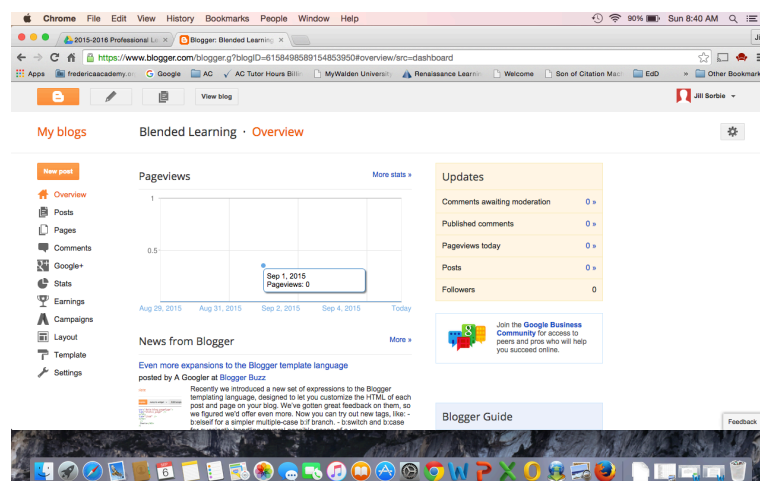 Chrome File Edit View History Bookmarks People Window Help 90% Sun 8:40 AM
2015-2016 Professional Le Blogger: Blended Learning
https://www.blogger.com/blogger.g?blogID=6158498589154853950#overview/src=dashboard
Apps fredericaacademy.or Google AC AC Tutor Hours Billin MyWalden University Renaissance Learnin Welcome Son of Citation Mach EdD » Other Bookmark
View blog Jill Sorbie
My blogs Blended Learning · Overview
New post
Overview
Posts
Pages
Comments
Google+
Stats
Earnings
Campaigns
Layout
Template
Settings
Pageviews More stats »
1
0.5
Sep 1, 2015
Pageviews: 0
Aug 29, 2015 Aug 31, 2015 Sep 2, 2015 Sep 4, 2015 Today
News from Blogger More »
Even more expansions to the Blogger template language
posted by A Googler at Blogger Buzz
Recently we introduced a new set of expressions to the Blogger
templating language, designed to let you customize the HTML of each
post and page on your blog. We've gotten great feedback on them, so
we figured we'd offer even more. Now you can try out new tags, like: -
b:elseif for a simpler multiple-case b:if branch. - b:switch and b:case
Updates
Comments awaiting moderation 0 »
Published comments 0 »
Pageviews today 0 »
Posts 0 »
Followers 0
Join the Google Business
Community for access to
peers and pros who will help
you succeed online.
Blogger Guide
Feedback
6